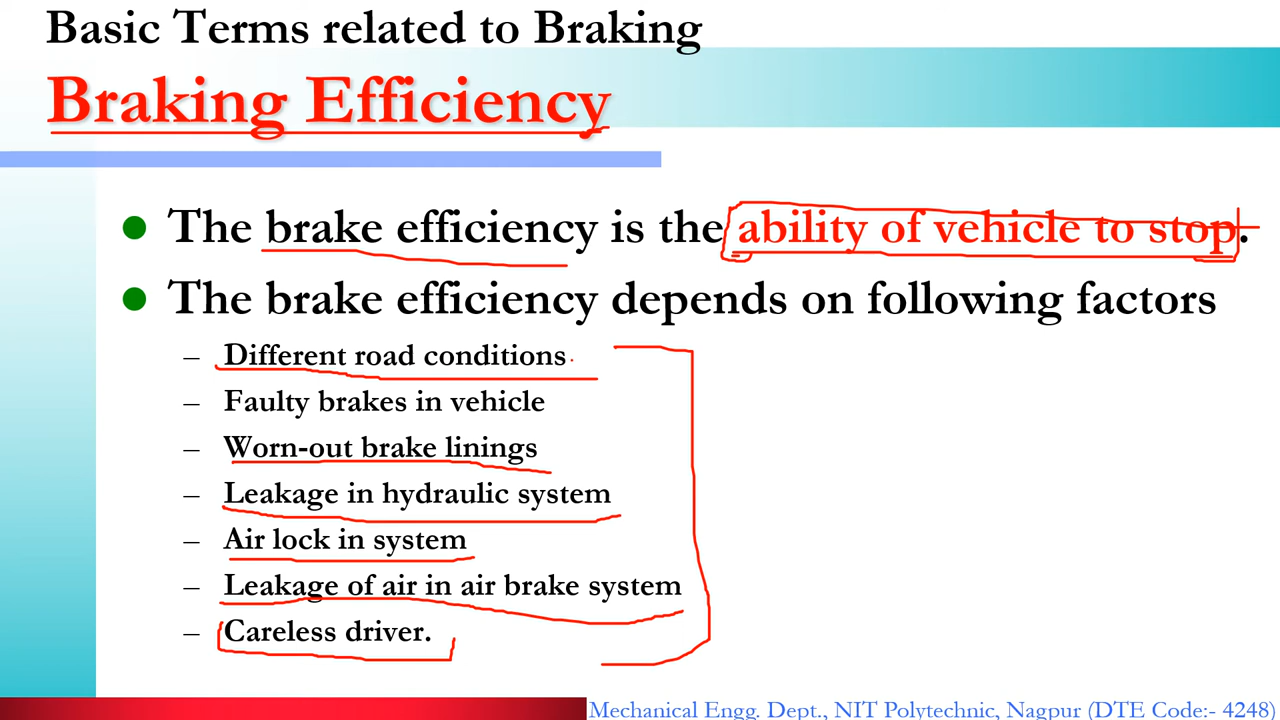 Basic Terms related to Braking
Braking Efficiency
● The brake efficiency is the ability of vehicle to stop.
● The brake efficiency depends on following factors
– Different road conditions
– Faulty brakes in vehicle
– Worn-out brake linings
– Leakage in hydraulic system
– Air lock in system
– Leakage of air in air brake system
– Careless driver.
Mechanical Engg. Dept., NIT Polytechnic, Nagpur (DTE Code:- 4248)